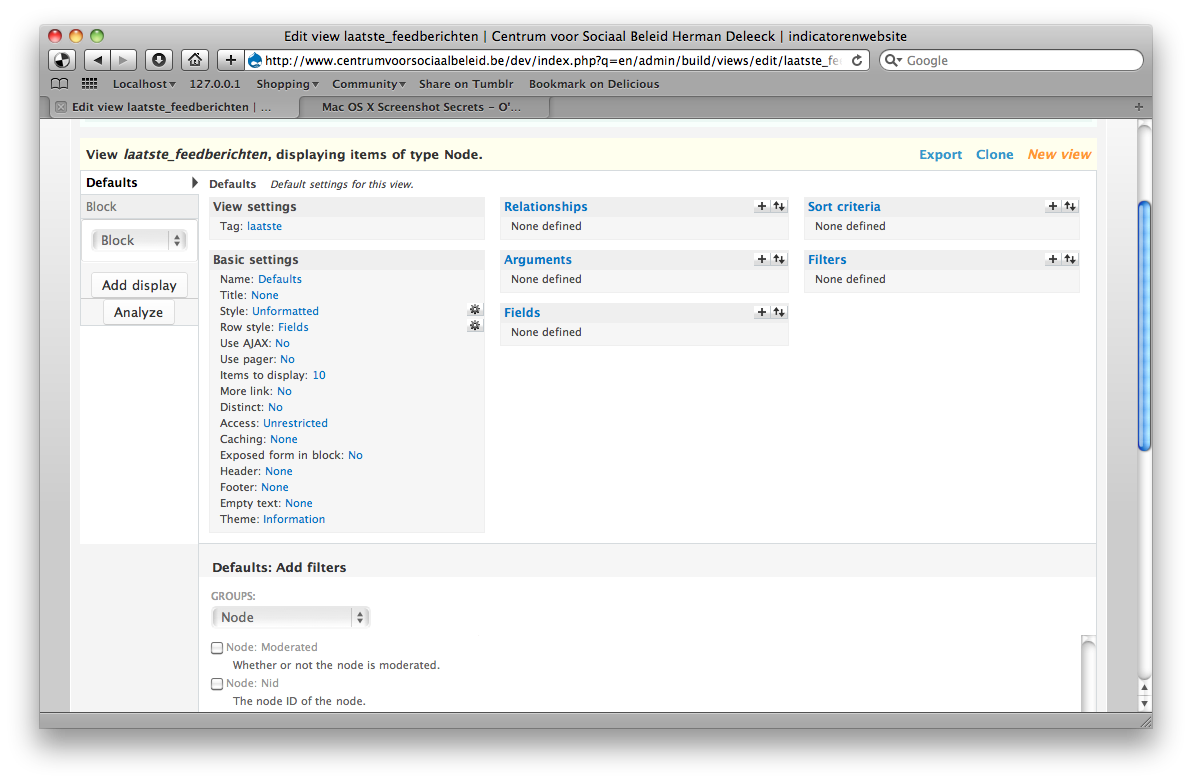 Edit view laatste_feedberichten | Centrum voor Sociaal Beleid Herman Deleeck | indicatorenwebsite
http://www.centrumvoorsociaalbeleid.be/dev/index.php?q=en/admin/build/views/edit/laatste_fe
Google
Localhost 127.0.0.1 Shopping Community Share on Tumblr Bookmark on Delicious
Edit view laatste_feedberichten | ...
Mac OS X Screenshot Secrets – O'...
View laatste_feedberichten, displaying items of type Node.
Export Clone New view
Defaults
Block
Block
Add display
Analyze
Defaults Default settings for this view.
View settings
Tag: laatste
Basic settings
Name: Defaults
Title: None
Style: Unformatted
Row style: Fields
Use AJAX: No
Use pager: No
Items to display: 10
More link: No
Distinct: No
Access: Unrestricted
Caching: None
Exposed form in block: No
Header: None
Footer: None
Empty text: None
Theme: Information
Relationships
None defined
Arguments
None defined
Fields
None defined
Sort criteria
None defined
Filters
None defined
Defaults: Add filters
GROUPS:
Node
Node: Moderated
Whether or not the node is moderated.
Node: Nid
The node ID of the node.